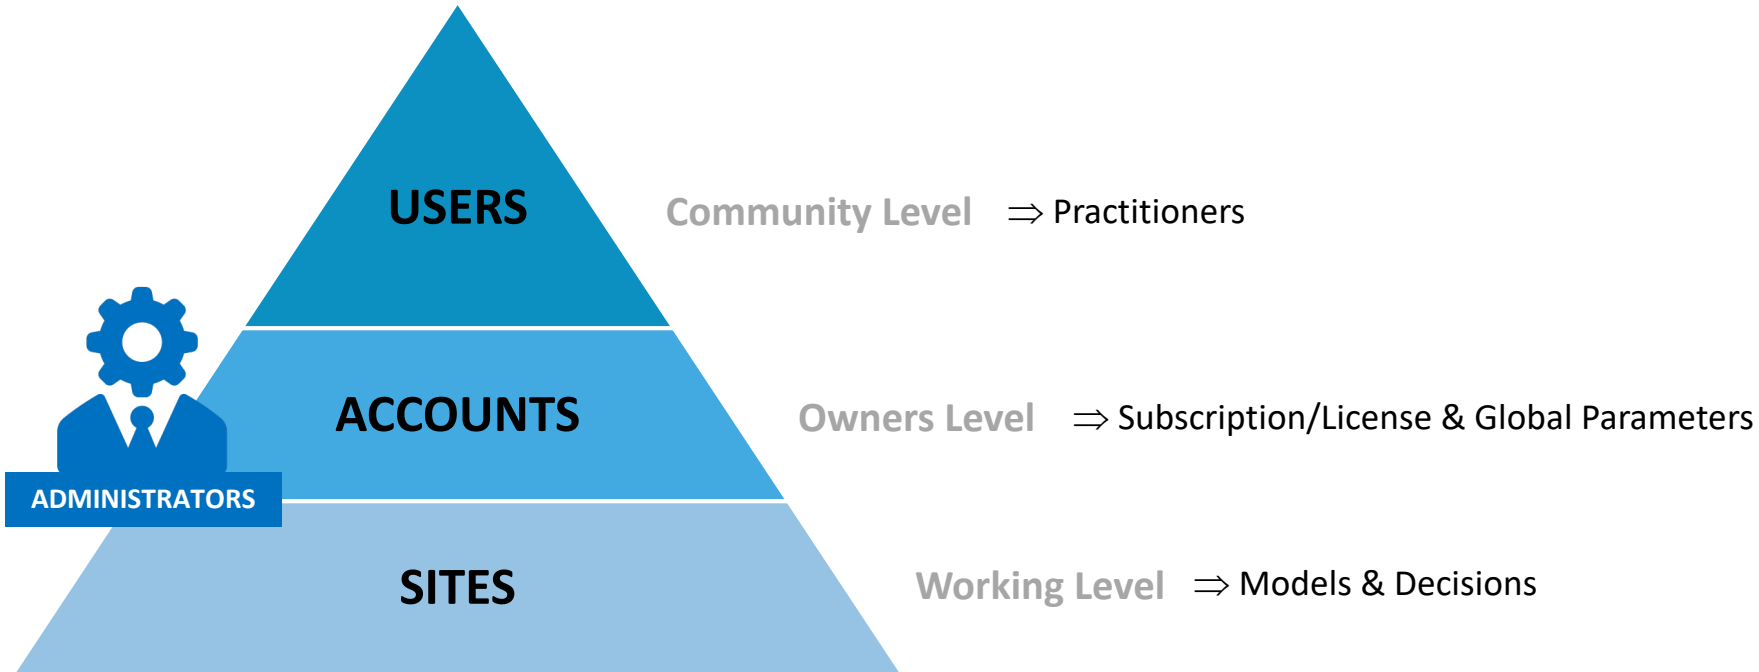 USERS
Community Level ⇒ Practitioners
ACCOUNTS
Owners Level ⇒ Subscription/License & Global Parameters
ADMINISTRATORS
SITES
Working Level ⇒ Models & Decisions